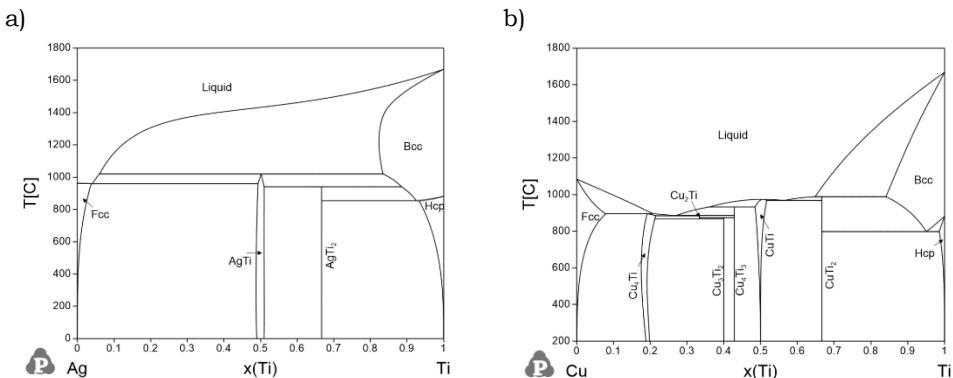 a)
1800
1600
1400
1200
1000
800
600
400
200
0
T[C]
Liquid
Bcc
Fcc
Hcp
AgTi
AgTi₂
0 0.1 0.2 0.3 0.4 0.5 0.6 0.7 0.8 0.9 1
P
Ag x(Ti) Ti
b)
1800
1600
1400
1200
1000
800
600
400
200
T[C]
Liquid
Bcc
Cu₂Ti
Fcc
Hcp
Cu₄Ti
Cu₃Ti₂
Cu₄Ti₃
CuTi
CuTi₂
0 0.1 0.2 0.3 0.4 0.5 0.6 0.7 0.8 0.9 1
P
Cu x(Ti) Ti